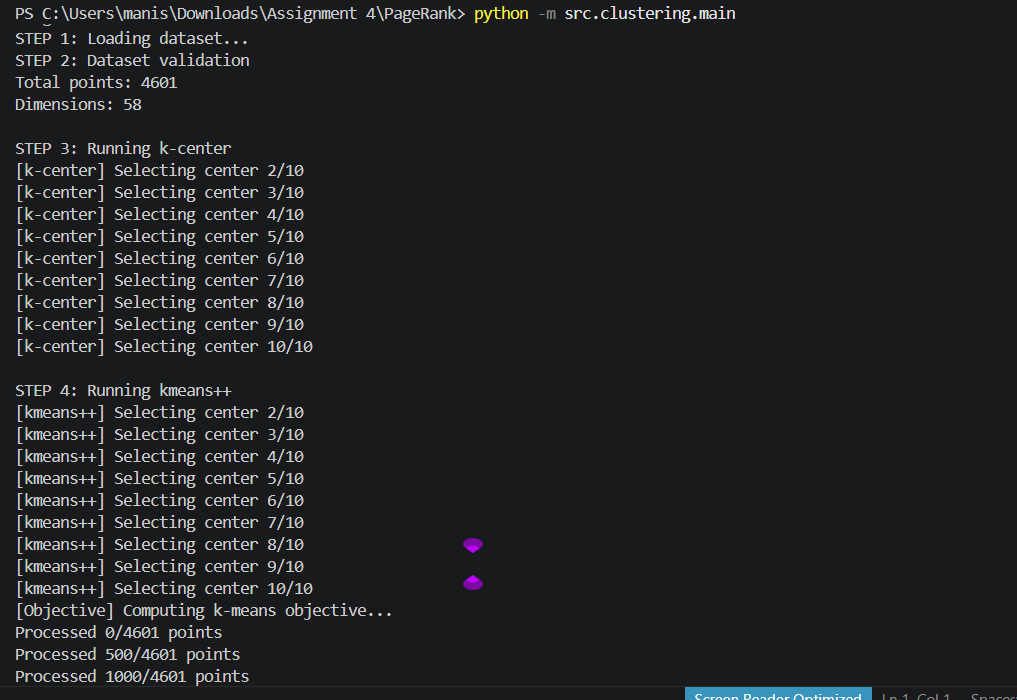 PS C:\Users\manis\Downloads\Assignment 4\PageRank> python -m src.clustering.main
STEP 1: Loading dataset...
STEP 2: Dataset validation
Total points: 4601
Dimensions: 58
STEP 3: Running k-center
[k-center] Selecting center 2/10
[k-center] Selecting center 3/10
[k-center] Selecting center 4/10
[k-center] Selecting center 5/10
[k-center] Selecting center 6/10
[k-center] Selecting center 7/10
[k-center] Selecting center 8/10
[k-center] Selecting center 9/10
[k-center] Selecting center 10/10
STEP 4: Running kmeans++
[kmeans++] Selecting center 2/10
[kmeans++] Selecting center 3/10
[kmeans++] Selecting center 4/10
[kmeans++] Selecting center 5/10
[kmeans++] Selecting center 6/10
[kmeans++] Selecting center 7/10
[kmeans++] Selecting center 8/10
[kmeans++] Selecting center 9/10
[kmeans++] Selecting center 10/10
[Objective] Computing k-means objective...
Processed 0/4601 points
Processed 500/4601 points
Processed 1000/4601 points
Screen Reader Optimized Ln 1, Col 1